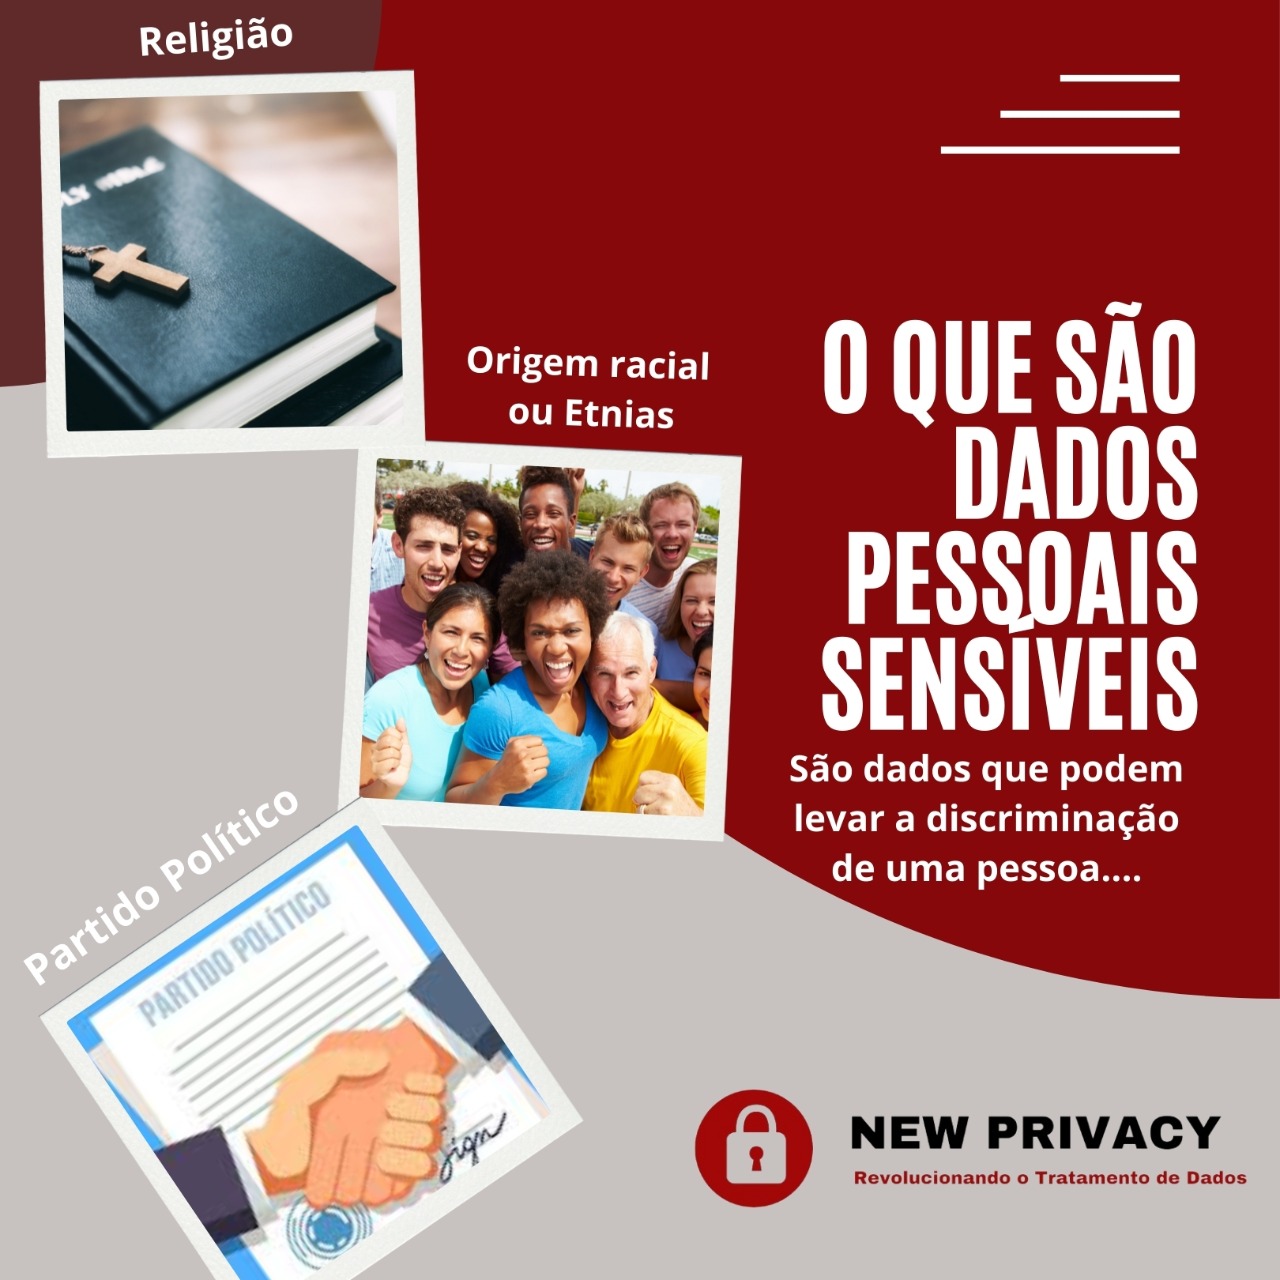 Religião
Origem racial
ou Etnias
O QUE SÃO
DADOS
PESSOAIS
SENSÍVEIS
São dados que podem
levar a discriminação
de uma pessoa....
Partido Político
PARTIDO POLÍTICO
sign
NEW PRIVACY
Revolucionando o Tratamento de Dados